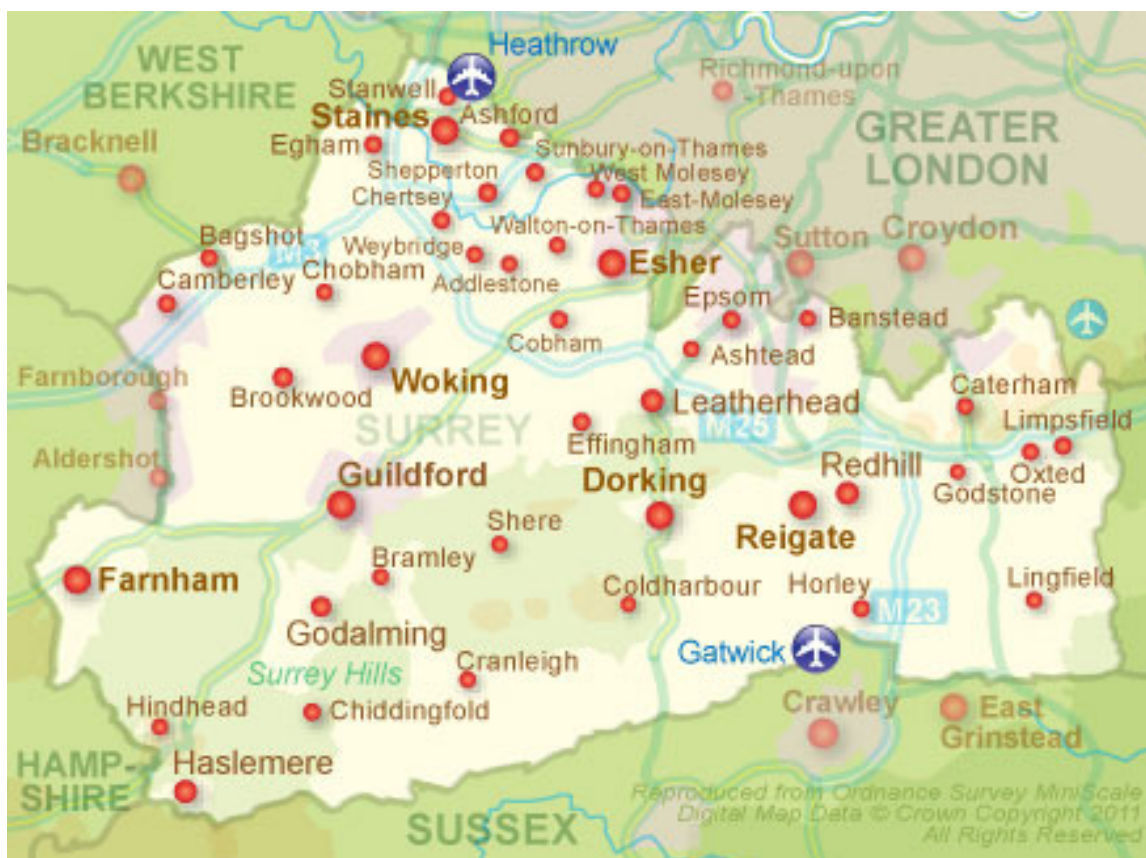 Heathrow
WEST
BERKSHIRE
Richmond-upon
-Thames
Stanwell
Staines
Ashford
GREATER
LONDON
Bracknell
Egham
Sunbury-on-Thames
Shepperton
West Molesey
Chertsey
East-Molesey
Walton-on-Thames
Bagshot
M3
Weybridge
Sutton
Croydon
Camberley
Chobham
Addlestone
Esher
Epsom
Banstead
Cobham
Ashtead
Farnborough
Brookwood
Woking
Caterham
Leatherhead
Limpsfield
SURREY
M25
Effingham
Aldershot
Guildford
Dorking
Redhill
Oxted
Godstone
Shere
Reigate
Bramley
Farnham
Coldharbour
Horley
Lingfield
M23
Godalming
Gatwick
Surrey Hills
Cranleigh
Hindhead
Chiddingfold
Crawley
East
Grinstead
HAMP-
SHIRE
Haslemere
SUSSEX
Reproduced from Ordnance Survey MiniScale
Digital Map Data © Crown Copyright 2011
All Rights Reserved